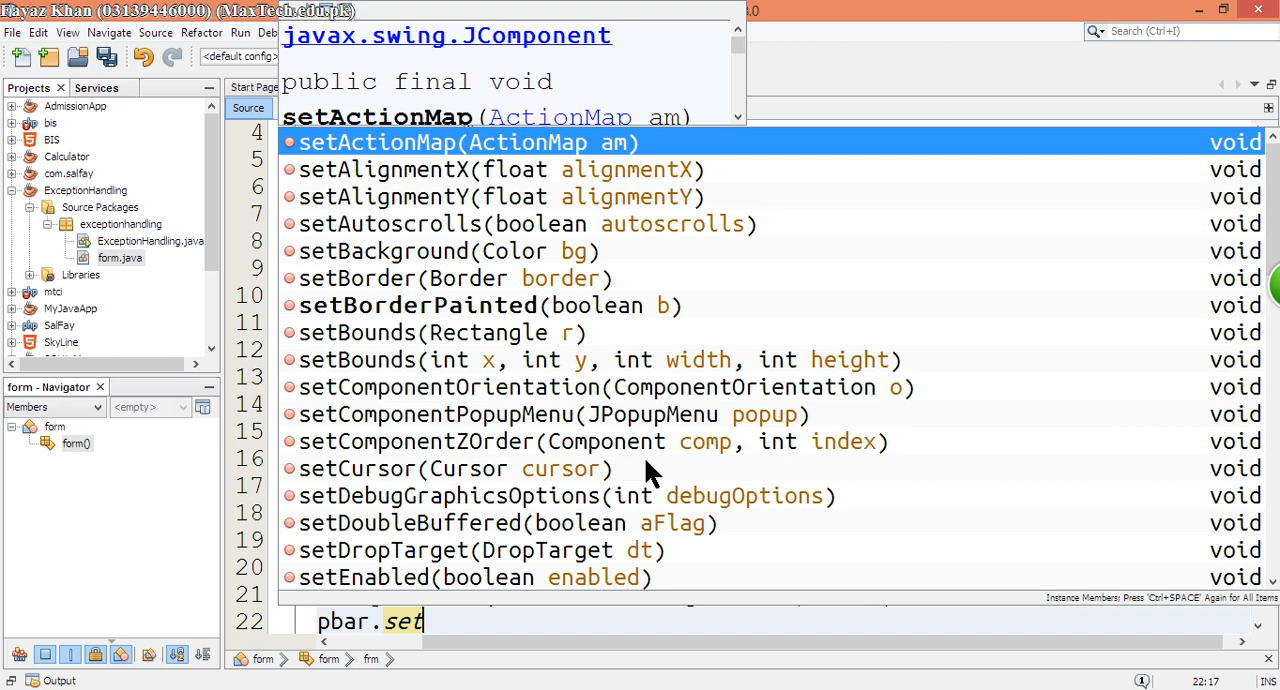 Fayaz Khan (03139446000) (MaxTech.edu.pk)
3.0
File Edit View Navigate Source Refactor Run Deb
Search (Ctrl+I)
<default config>
Projects
Services
Start Page
Source
AdmissionApp
bis
BIS
Calculator
com.salfay
ExceptionHandling
Source Packages
exceptionhandling
ExceptionHandling.java
form.java
Libraries
mtci
MyJavaApp
SalFay
SkyLine
form - Navigator
Members
<empty>
form
form()
javax.swing.JComponent
public final void
setActionMap(ActionMap am)
4
5
6
7
8
9
10
11
12
13
14
15
16
17
18
19
20
21
22
setActionMap(ActionMap am) void
setAlignmentX(float alignmentX) void
setAlignmentY(float alignmentY) void
setAutoscrolls(boolean autoscrolls) void
setBackground(Color bg) void
setBorder(Border border) void
setBorderPainted(boolean b) void
setBounds(Rectangle r) void
setBounds(int x, int y, int width, int height) void
setComponentOrientation(ComponentOrientation o) void
setComponentPopupMenu(JPopupMenu popup) void
setComponentZOrder(Component comp, int index) void
setCursor(Cursor cursor) void
setDebugGraphicsOptions(int debugOptions) void
setDoubleBuffered(boolean aFlag) void
setDropTarget(DropTarget dt) void
setEnabled(boolean enabled) void
Instance Members; Press 'Ctrl+SPACE' Again for All Items
pbar.set
form form frm
Output
1
22:17 INS